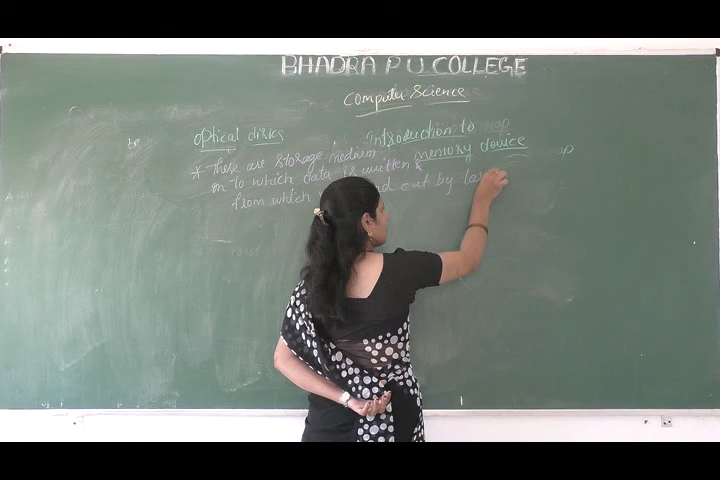 BHADRA P U COLLEGE
Computer Science
Optical disks
Introduction to
memory device
* These are storage medium
on to which data is written &
from which out by las